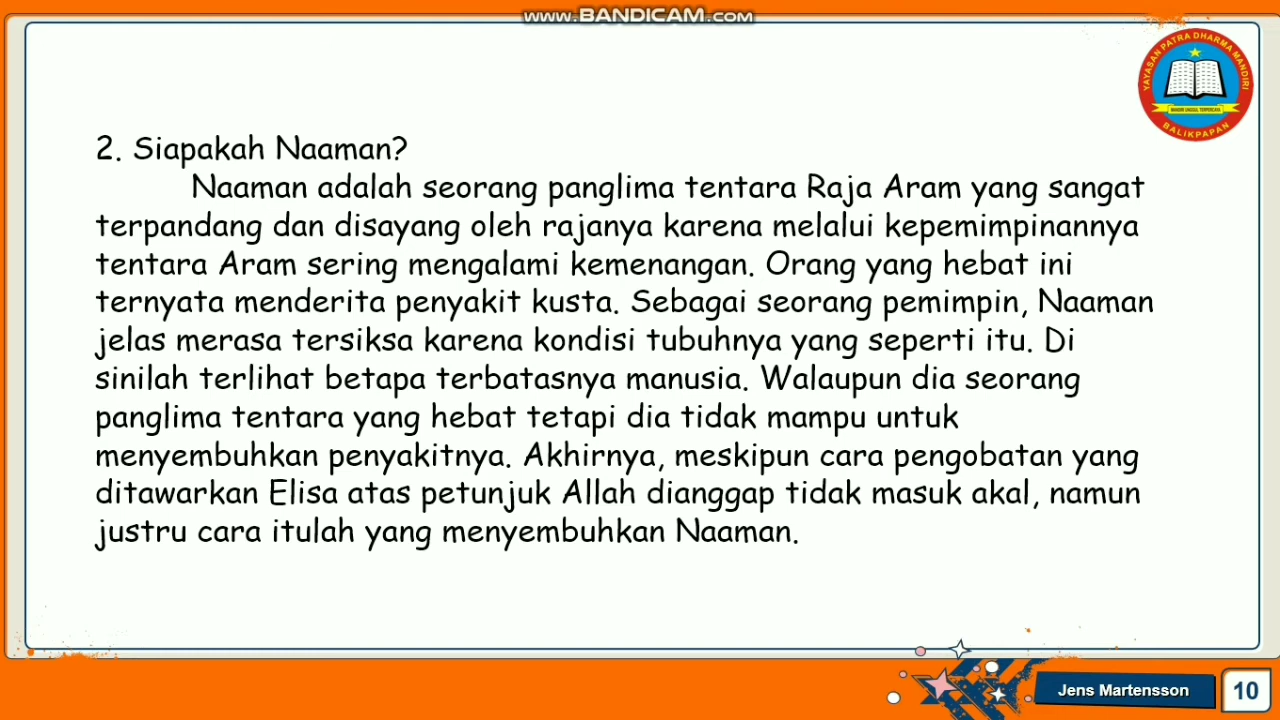 www.BANDICAM.com
YAYASAN PATRA DHARMA MANDIRI
BALIKPAPAN
2. Siapakah Naaman?
Naaman adalah seorang panglima tentara Raja Aram yang sangat
terpandang dan disayang oleh rajanya karena melalui kepemimpinannya
tentara Aram sering mengalami kemenangan. Orang yang hebat ini
ternyata menderita penyakit kusta. Sebagai seorang pemimpin, Naaman
jelas merasa tersiksa karena kondisi tubuhnya yang seperti itu. Di
sinilah terlihat betapa terbatasnya manusia. Walaupun dia seorang
panglima tentara yang hebat tetapi dia tidak mampu untuk
menyembuhkan penyakitnya. Akhirnya, meskipun cara pengobatan yang
ditawarkan Elisa atas petunjuk Allah dianggap tidak masuk akal, namun
justru cara itulah yang menyembuhkan Naaman.
Jens Martensson
10